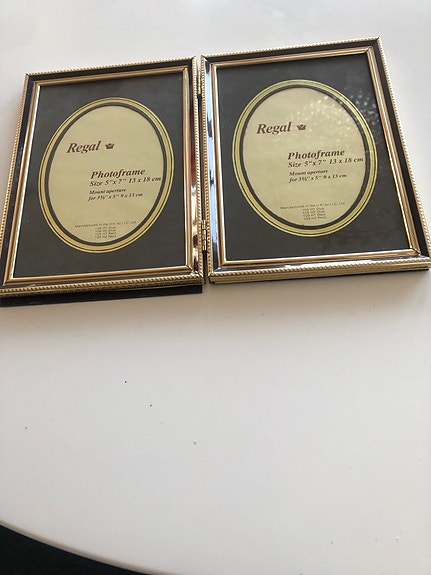 Regal
Photoframe
Size 5"x 7" 13 x 18 cm
Mount aperture
for 3½" x 5" 9 x 13 cm
Regal
Photoframe
Size 5"x 7" 13 x 18 cm
Mount aperture
for 3½" x 5" 9 x 13 cm